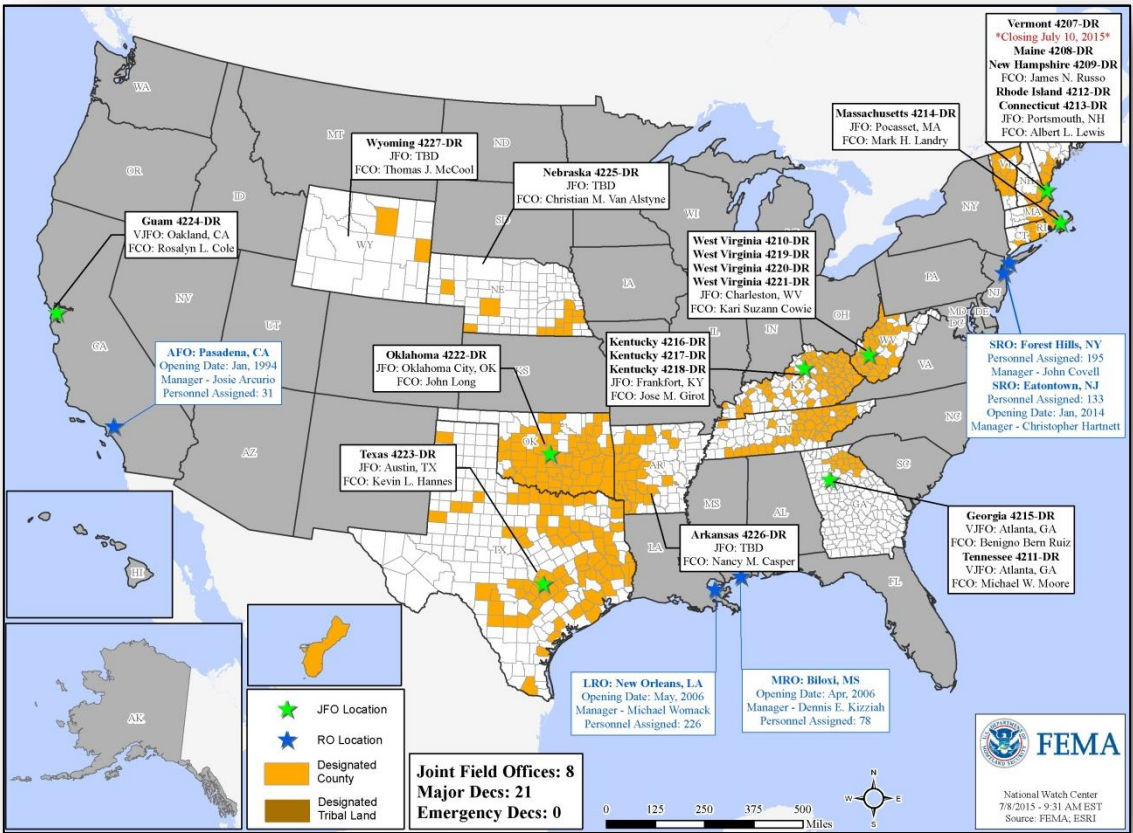 Vermont 4207-DR
*Closing July 10, 2015*
Maine 4208-DR
New Hampshire 4209-DR
FCO: James N. Russo
Rhode Island 4212-DR
Connecticut 4213-DR
JFO: Portsmouth, NH
FCO: Albert L. Lewis
Massachusetts 4214-DR
JFO: Pocasset, MA
FCO: Mark H. Landry
Wyoming 4227-DR
JFO: TBD
FCO: Thomas J. McCool
Nebraska 4225-DR
JFO: TBD
FCO: Christian M. Van Alstyne
Guam 4224-DR
VJFO: Oakland, CA
FCO: Rosalyn L. Cole
West Virginia 4210-DR
West Virginia 4219-DR
West Virginia 4220-DR
West Virginia 4221-DR
JFO: Charleston, WV
FCO: Kari Suzann Cowie
AFO: Pasadena, CA
Opening Date: Jan, 1994
Manager - Josie Arcurio
Personnel Assigned: 31
Oklahoma 4222-DR
JFO: Oklahoma City, OK
FCO: John Long
Kentucky 4216-DR
Kentucky 4217-DR
Kentucky 4218-DR
JFO: Frankfort, KY
FCO: Jose M. Girot
SRO: Forest Hills, NY
Personnel Assigned: 195
Manager - John Covell
SRO: Eatontown, NJ
Personnel Assigned: 133
Opening Date: Jan, 2014
Manager - Christopher Hartnett
Texas 4223-DR
JFO: Austin, TX
FCO: Kevin L. Hannes
Arkansas 4226-DR
JFO: TBD
FCO: Nancy M. Casper
Georgia 4215-DR
VJFO: Atlanta, GA
FCO: Benigno Bern Ruiz
Tennessee 4211-DR
VJFO: Atlanta, GA
FCO: Michael W. Moore
LRO: New Orleans, LA
Opening Date: May, 2006
Manager - Michael Womack
Personnel Assigned: 226
MRO: Biloxi, MS
Opening Date: Apr, 2006
Manager - Dennis E. Kizziah
Personnel Assigned: 78
WA
MT
ND
OR
ID
WY
SD
WI
NY
VT
NH
MA
CT
RI
NV
UT
CA
NE
IA
IL
IN
OH
PA
NJ
MD
DE
DC
WV
VA
KS
KY
NC
AZ
OK
AR
TN
SC
TX
LA
MS
AL
GA
FL
HI
AK
JFO Location
RO Location
Designated
County
Designated
Tribal Land
Joint Field Offices: 8
Major Decs: 21
Emergency Decs: 0
N
W
E
S
0 125 250 375 500
Miles
FEMA
National Watch Center
7/8/2015 - 9:31 AM EST
Source: FEMA; ESRI